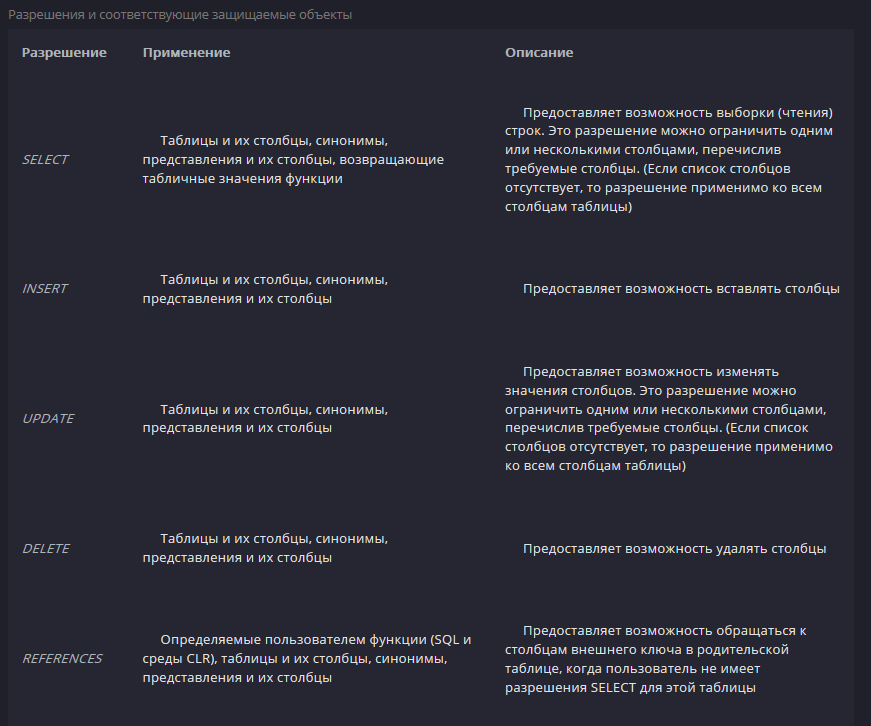 Разрешения и соответствующие защищаемые объекты
Разрешение Применение Описание
SELECT
Таблицы и их столбцы, синонимы,
представления и их столбцы, возвращающие
табличные значения функции
Предоставляет возможность выборки (чтения)
строк. Это разрешение можно ограничить одним
или несколькими столбцами, перечислив
требуемые столбцы. (Если список столбцов
отсутствует, то разрешение применимо ко всем
столбцам таблицы)
INSERT
Таблицы и их столбцы, синонимы,
представления и их столбцы
Предоставляет возможность вставлять столбцы
UPDATE
Таблицы и их столбцы, синонимы,
представления и их столбцы
Предоставляет возможность изменять
значения столбцов. Это разрешение можно
ограничить одним или несколькими столбцами,
перечислив требуемые столбцы. (Если список
столбцов отсутствует, то разрешение применимо
ко всем столбцам таблицы)
DELETE
Таблицы и их столбцы, синонимы,
представления и их столбцы
Предоставляет возможность удалять столбцы
REFERENCES
Определяемые пользователем функции (SQL и
среды CLR), таблицы и их столбцы, синонимы,
представления и их столбцы
Предоставляет возможность обращаться к
столбцам внешнего ключа в родительской
таблице, когда пользователь не имеет
разрешения SELECT для этой таблицы